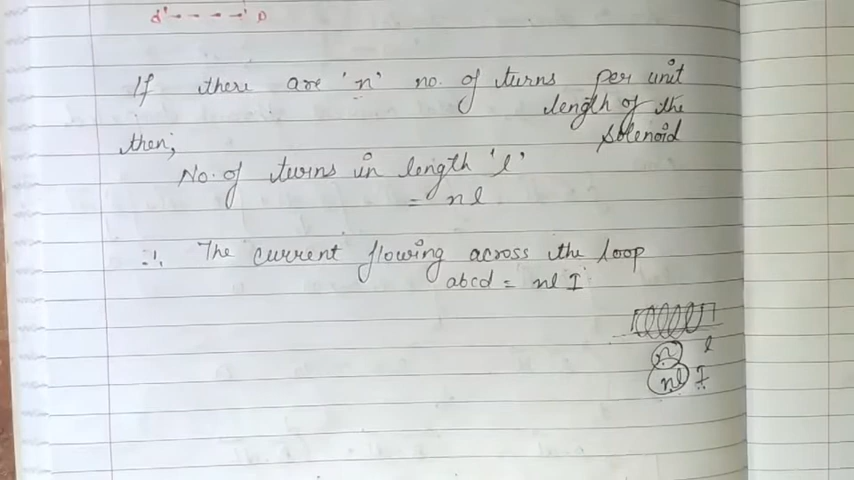 d'----→' D
If there are 'n' no. of turns per unit
length of the
solenoid
then;
No. of turns in length 'l'
= nl
∴ The current flowing across the loop
abcd = nl I
n l
nl I